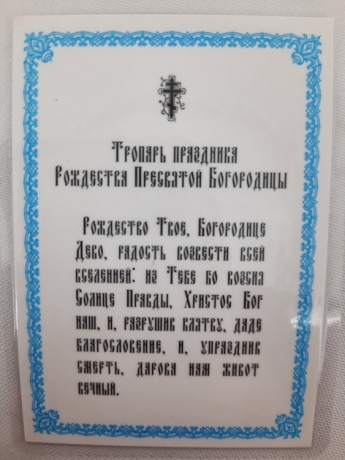 Тропарь праздника
Рождества Пресвятой Богородицы
Рождество Твое, Богородице
Дево, радость возвести всей
вселенней: из Тебе бо возсия
Солнце Правды, Христос Бог
наш, и, разрушив клятву, даде
благословение, и, упразднив
смерть, дарова нам живот
вечный.